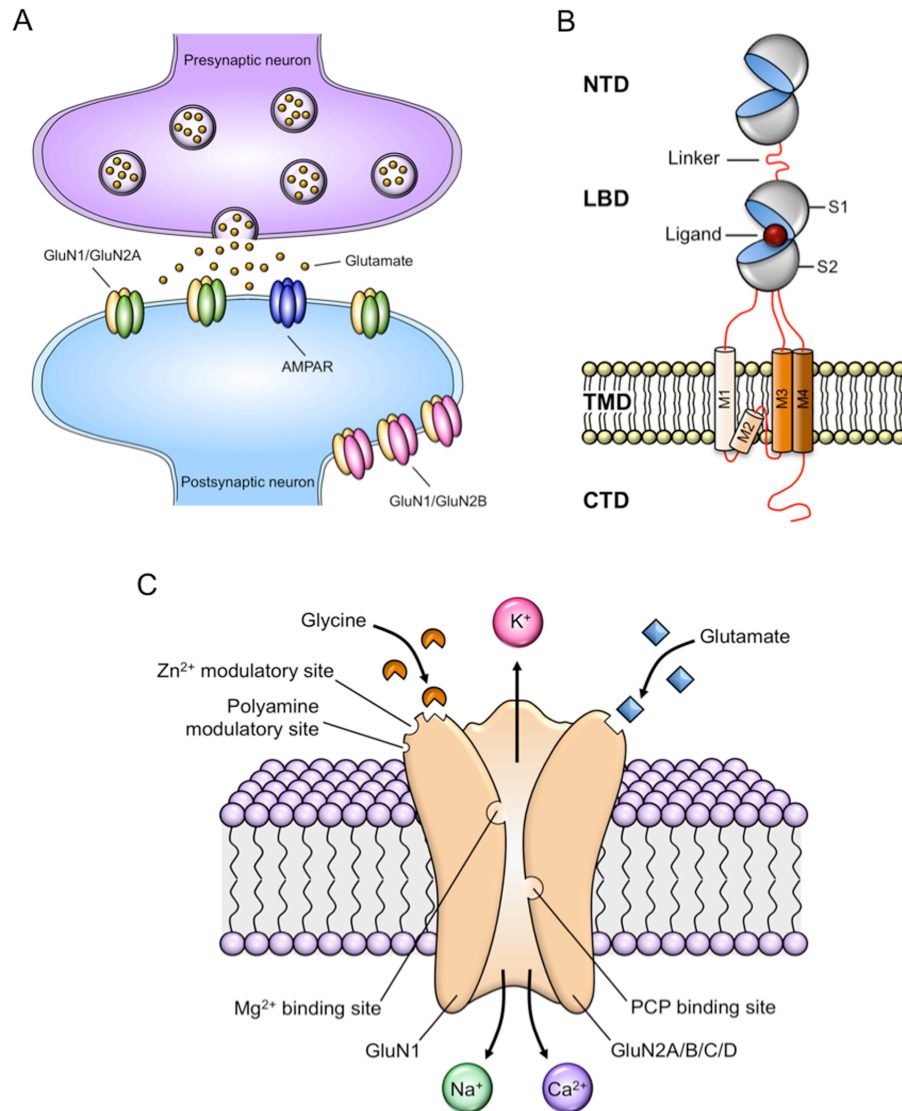 A
Presynaptic neuron
GluN1/GluN2A
Glutamate
AMPAR
Postsynaptic neuron
GluN1/GluN2B
B
NTD
Linker
LBD
S1
Ligand
S2
TMD
M1
M2
M3
M4
CTD
C
Glycine
K⁺
Glutamate
Zn²⁺ modulatory site
Polyamine
modulatory site
Mg²⁺ binding site
PCP binding site
GluN1
GluN2A/B/C/D
Na⁺
Ca²⁺